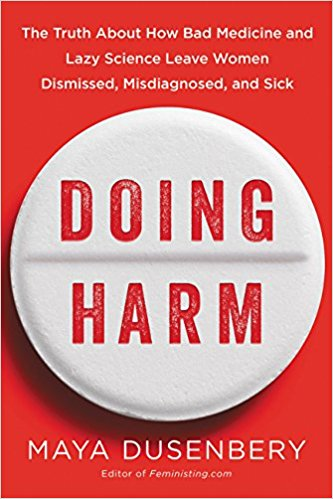 The Truth About How Bad Medicine and
Lazy Science Leave Women
Dismissed, Misdiagnosed, and Sick
DOING
HARM
MAYA DUSENBERY
Editor of Feministing.com